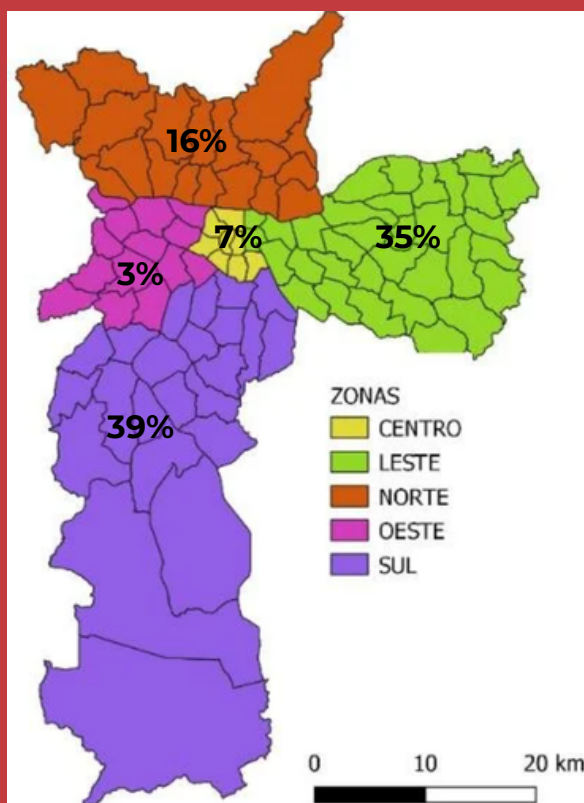 16%
7%
35%
3%
39%
ZONAS
CENTRO
LESTE
NORTE
OESTE
SUL
0 10 20 km